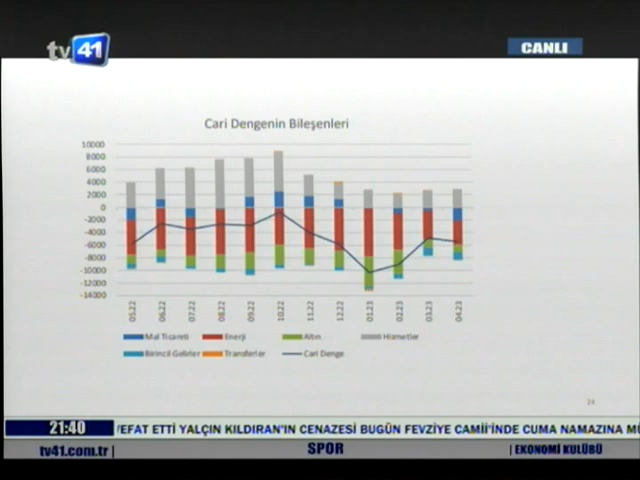 tv41
CANLI
Cari Dengenin Bileşenleri
10000
8000
6000
4000
2000
0
-2000
-4000
-6000
-8000
-10000
-12000
-14000
05.22
06.22
07.22
08.22
09.22
10.22
11.22
12.22
01.23
02.23
03.23
04.23
Mal Ticareti
Enerji
Altın
Hizmetler
Birincil Gelirler
Transferler
Cari Denge
24
21:40
VEFAT ETTİ YALÇIN KILDIRAN'IN CENAZESİ BUGÜN FEVZİYE CAMİİ'NDE CUMA NAMAZINA MÜ
tv41.com.tr | SPOR | EKONOMİ KULÜBÜ